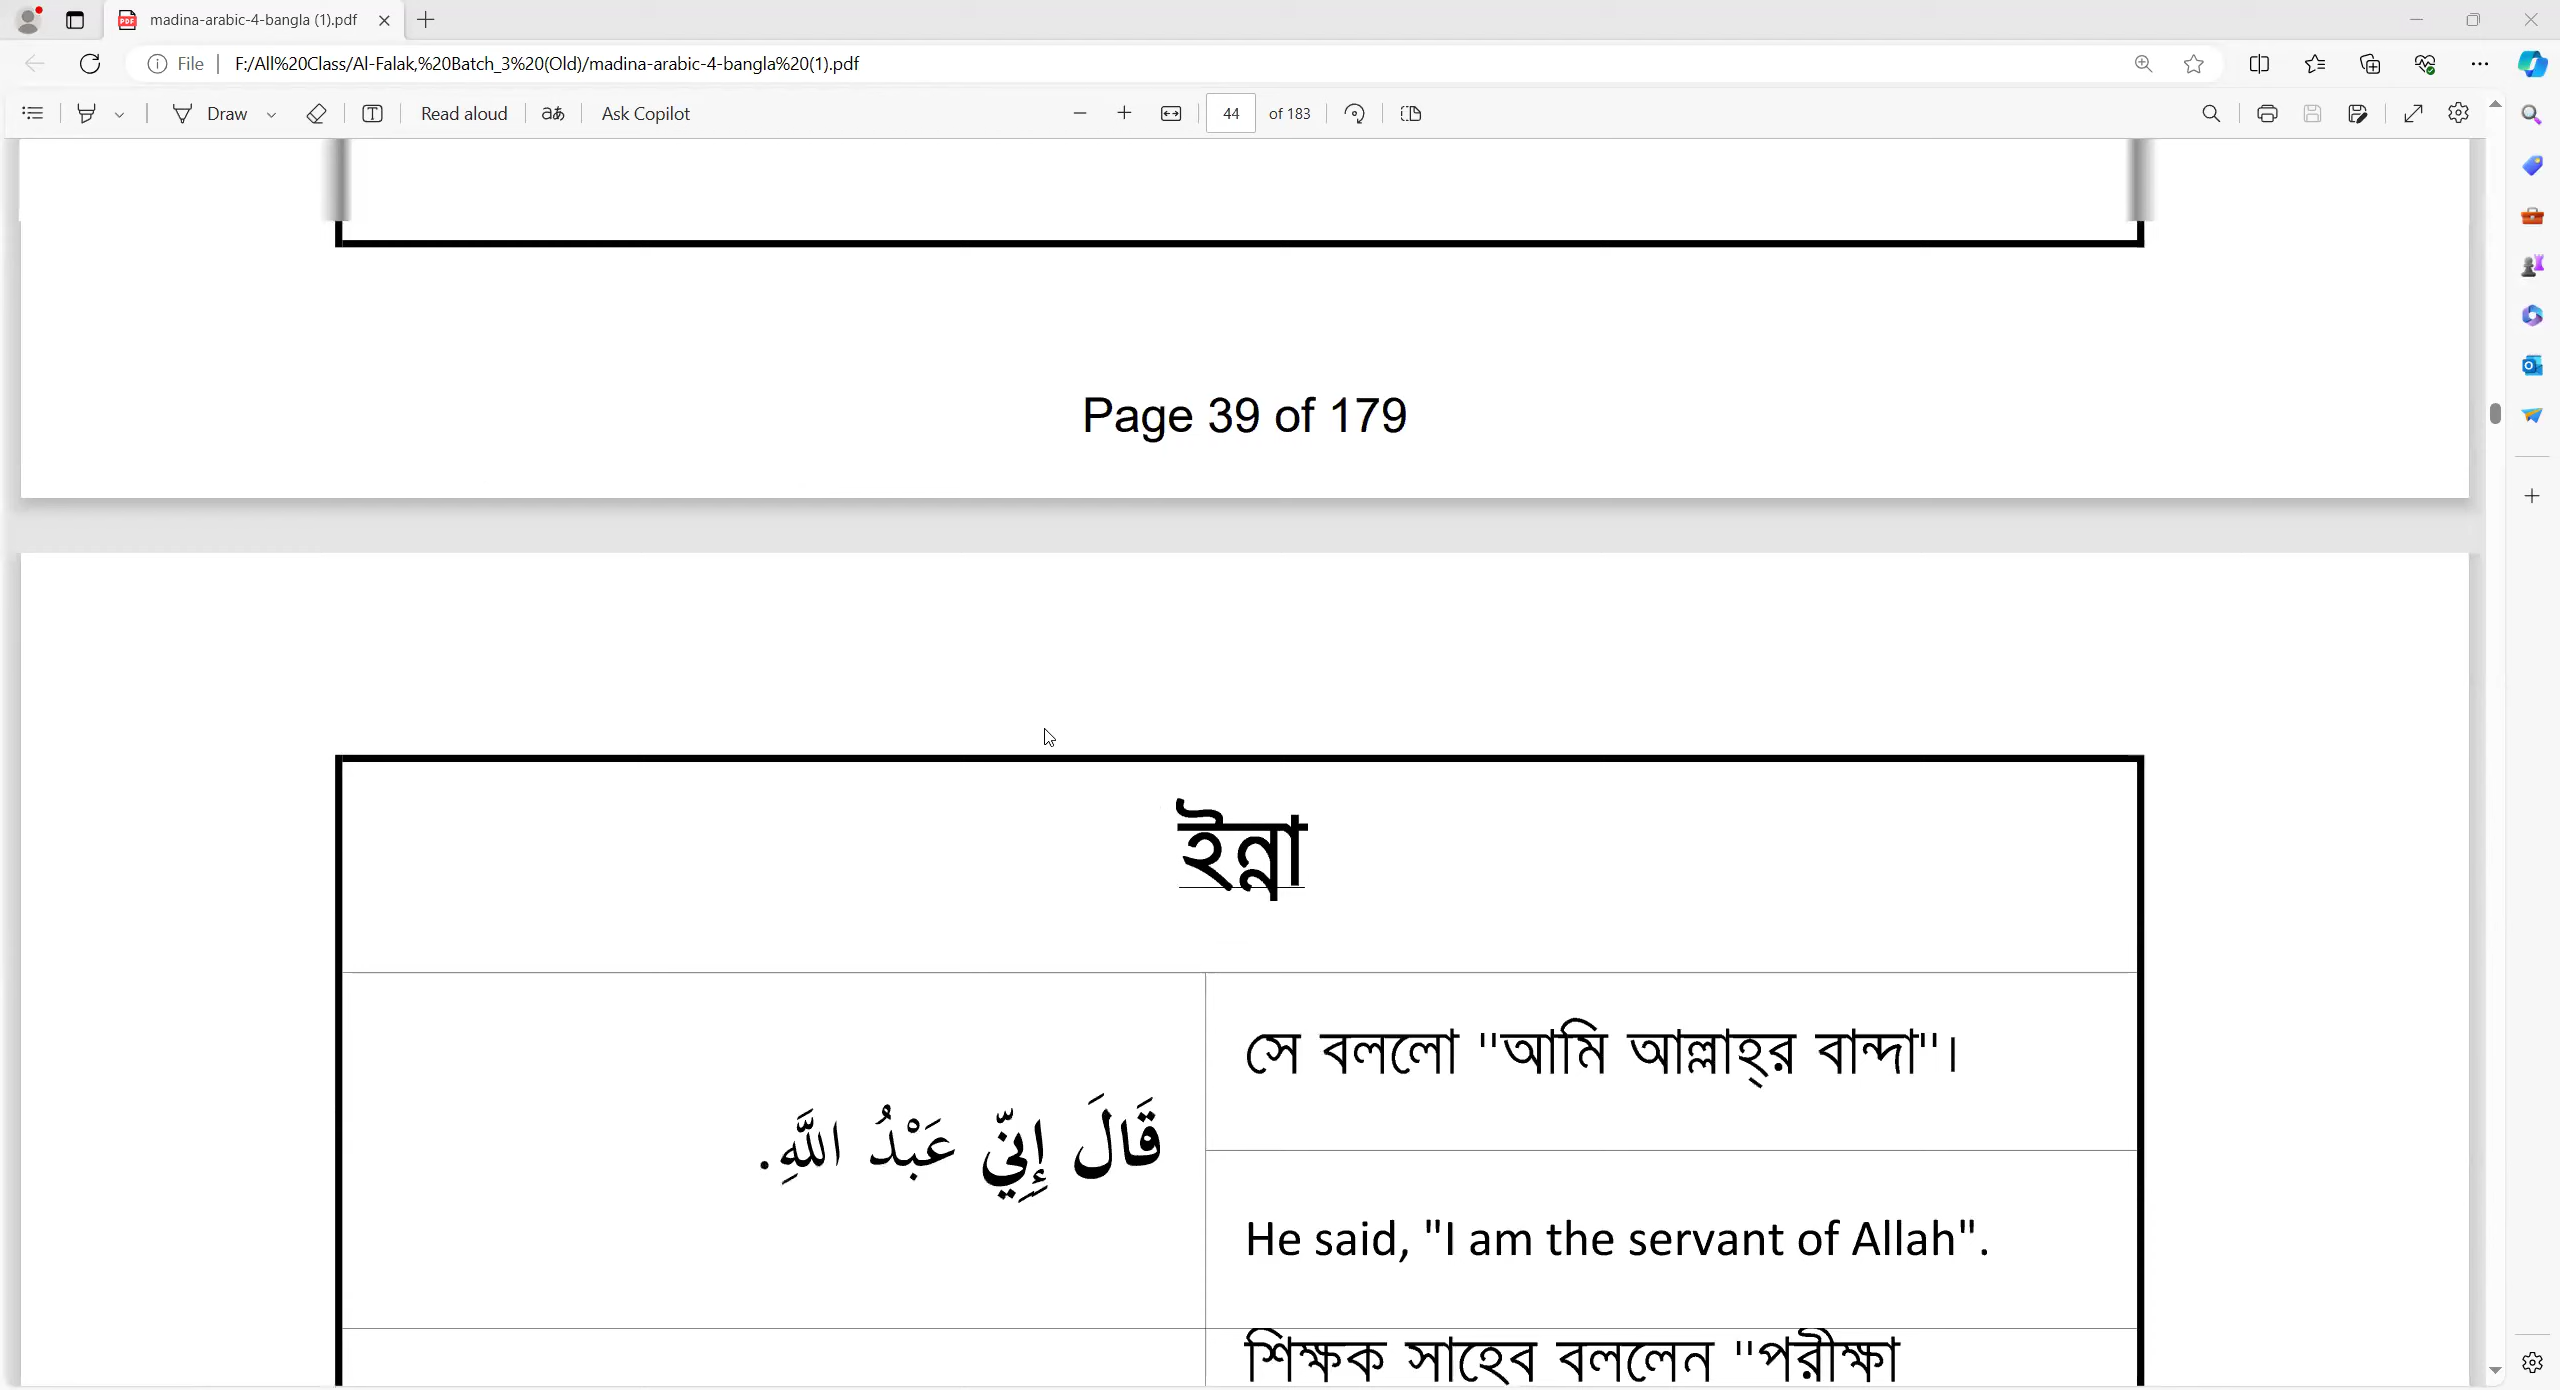 madina-arabic-4-bangla (1).pdf
File | F:/All%20Class/Al-Falak,%20Batch_3%20(Old)/madina-arabic-4-bangla%20(1).pdf
Draw Read aloud aあ Ask Copilot 44 of 183
Page 39 of 179
ইন্না
সে বললো "আমি আল্লাহ্‌র বান্দা"।
قَالَ إِنِّي عَبْدُ اللَّهِ.
He said, "I am the servant of Allah".
শিক্ষক সাহেব বললেন "পরীক্ষা